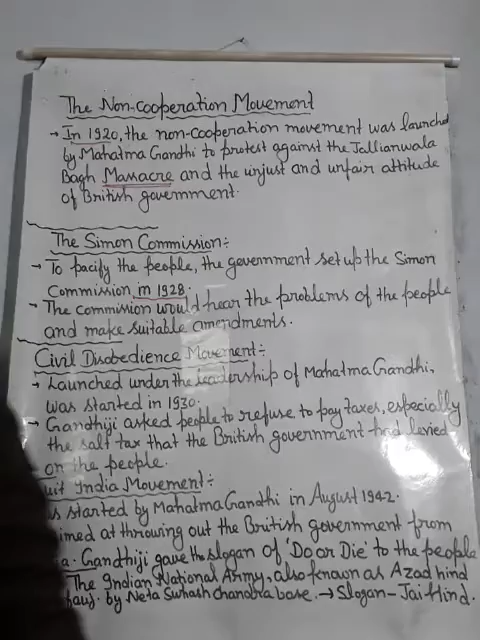 The Non-Cooperation Movement
→ In 1920, the non-cooperation movement was launched
by Mahatma Gandhi to protest against the Jallianwala
Bagh Massacre and the unjust and unfair attitude
of British government.
The Simon Commission:-
→ To pacify the people, the government set up the Simon
Commission in 1928.
→ The commission would hear the problems of the people
and make suitable amendments.
Civil Disobedience Movement:-
→ Launched under the leadership of Mahatma Gandhi,
was started in 1930.
→ Gandhiji asked people to refuse to pay taxes, especially
the salt tax that the British government had levied
on the people.
uit India Movement:-
s started by Mahatma Gandhi in August 1942.
imed at throwing out the British government from
a. Gandhiji gave the slogan of 'Do or Die' to the people
The Indian National Army, also known as Azad hind
fauj. by Neta Suhash chandra base. → Slogan - Jai Hind.